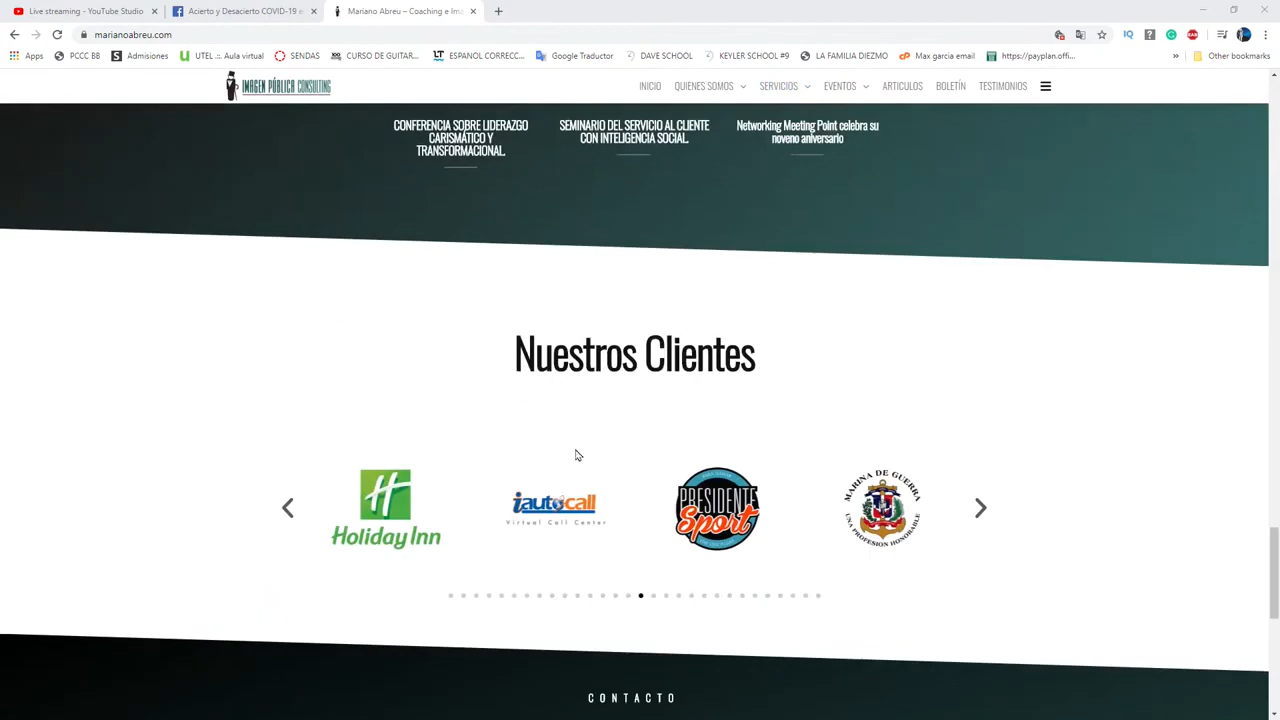 Live streaming - YouTube Studio
Acierto y Desacierto COVID-19 e
Mariano Abreu – Coaching e Ima
marianoabreu.com
Apps
PCCC BB
Admisiones
UTEL .:. Aula virtual
SENDAS
CURSO DE GUITAR...
ESPANOL CORRECC...
Google Traductor
DAVE SCHOOL
KEYLER SCHOOL #9
LA FAMILIA DIEZMO
Max garcia email
https://payplan.offi...
Other bookmarks
IMAGEN PÚBLICA CONSULTING
INICIO
QUIENES SOMOS
SERVICIOS
EVENTOS
ARTICULOS
BOLETÍN
TESTIMONIOS
CONFERENCIA SOBRE LIDERAZGO
CARISMÁTICO Y
TRANSFORMACIONAL.
SEMINARIO DEL SERVICIO AL CLIENTE
CON INTELIGENCIA SOCIAL.
Networking Meeting Point celebra su
noveno aniversario
Nuestros Clientes
H
Holiday Inn
iautocall
Virtual Call Center
PRESIDENTE
Sport
MARINA DE GUERRA
UNA PROFESION HONORABLE
CONTACTO